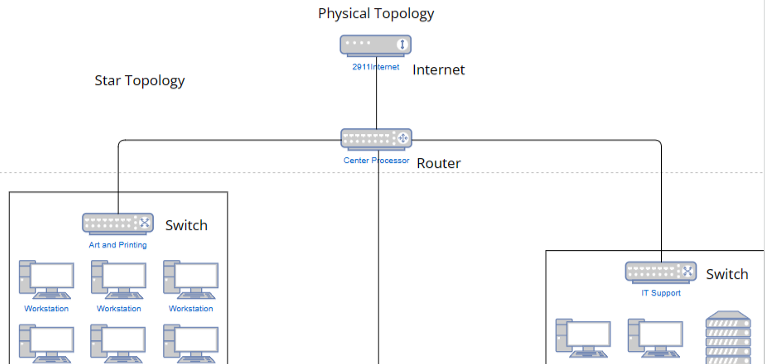 Physical Topology
2911Internet
Internet
Star Topology
Center Processor
Router
Switch
Art and Printing
Switch
IT Support
Workstation
Workstation
Workstation